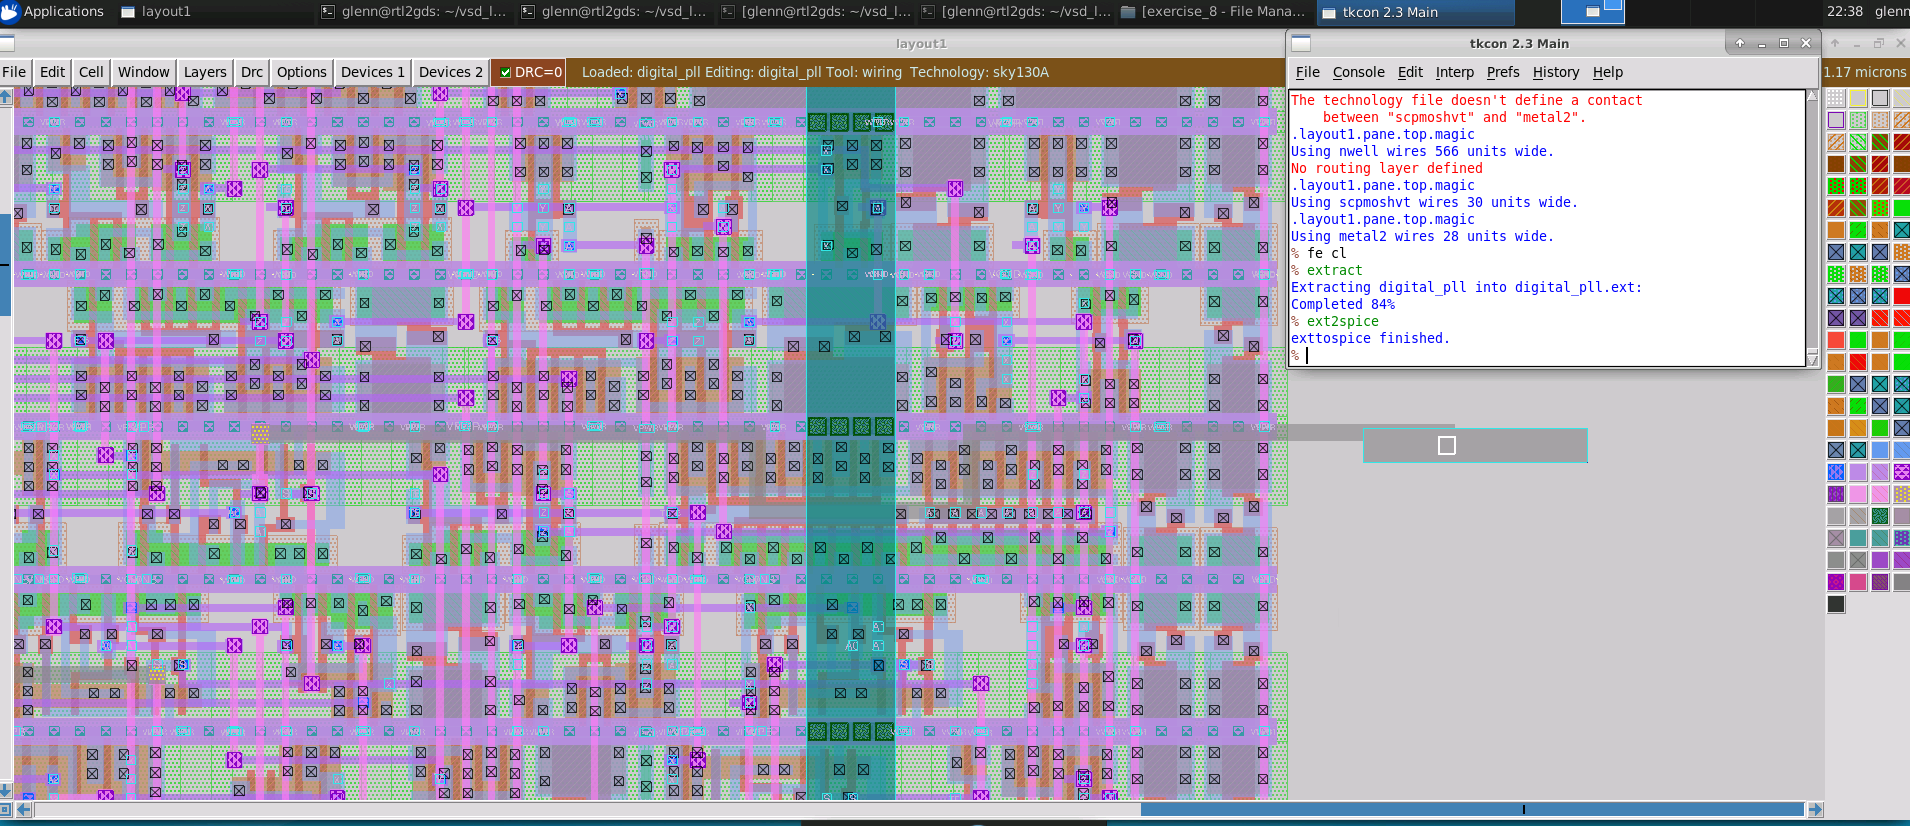 Applications
layout1
glenn@rtl2gds: ~/vsd_l...
glenn@rtl2gds: ~/vsd_l...
[glenn@rtl2gds: ~/vsd_l...
[glenn@rtl2gds: ~/vsd_l...
[exercise_8 - File Mana...
tkcon 2.3 Main
22:38
glenn
layout1
File Edit Cell Window Layers Drc Options Devices 1 Devices 2 DRC=0 Loaded: digital_pll Editing: digital_pll Tool: wiring Technology: sky130A
1.17 microns
tkcon 2.3 Main
File Console Edit Interp Prefs History Help
The technology file doesn't define a contact
between "scpmoshvt" and "metal2".
.layout1.pane.top.magic
Using nwell wires 566 units wide.
No routing layer defined
.layout1.pane.top.magic
Using scpmoshvt wires 30 units wide.
.layout1.pane.top.magic
Using metal2 wires 28 units wide.
% fe cl
% extract
Extracting digital_pll into digital_pll.ext:
Completed 84%
% ext2spice
exttospice finished.
%